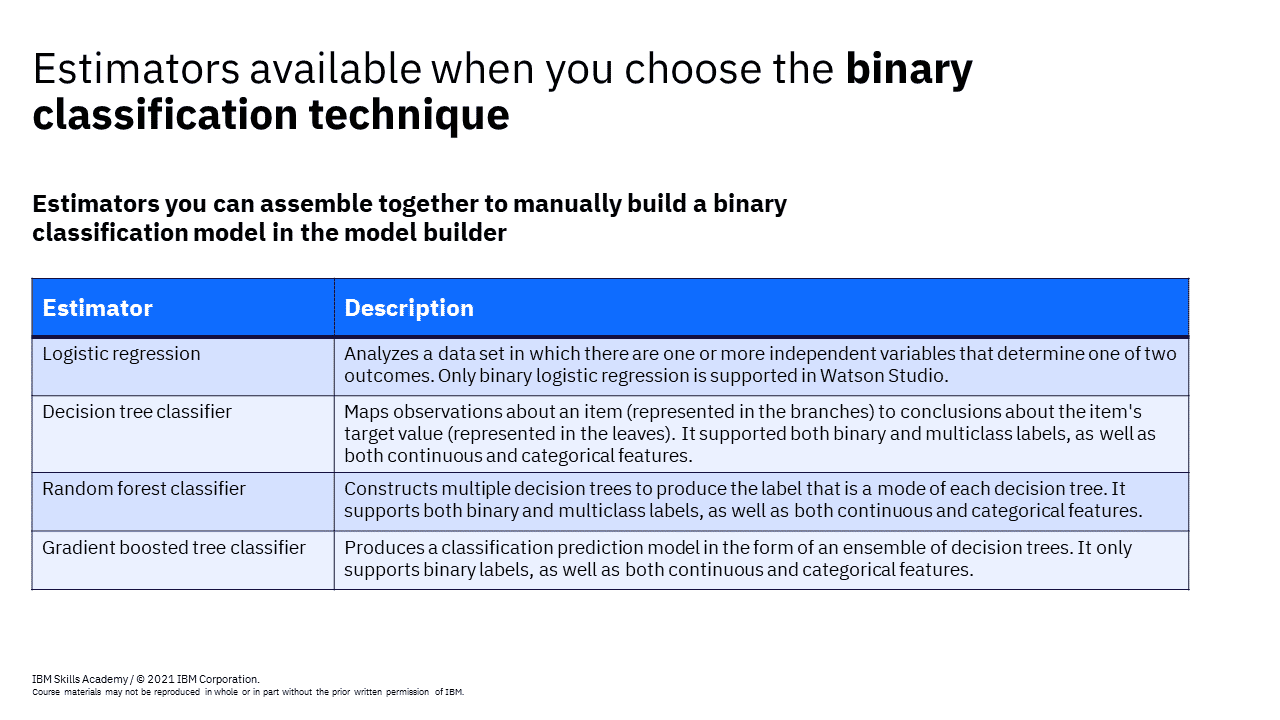 Estimators available when you choose the binary
classification technique
Estimators you can assemble together to manually build a binary
classification model in the model builder
Estimator
Description
Logistic regression
Analyzes a data set in which there are one or more independent variables that determine one of two
outcomes. Only binary logistic regression is supported in Watson Studio.
Decision tree classifier
Maps observations about an item (represented in the branches) to conclusions about the item's
target value (represented in the leaves). It supported both binary and multiclass labels, as well as
both continuous and categorical features.
Random forest classifier
Constructs multiple decision trees to produce the label that is a mode of each decision tree. It
supports both binary and multiclass labels, as well as both continuous and categorical features.
Gradient boosted tree classifier
Produces a classification prediction model in the form of an ensemble of decision trees. It only
supports binary labels, as well as both continuous and categorical features.
IBM Skills Academy / © 2021 IBM Corporation.
Course materials may not be reproduced in whole or in part without the prior written permission of IBM.